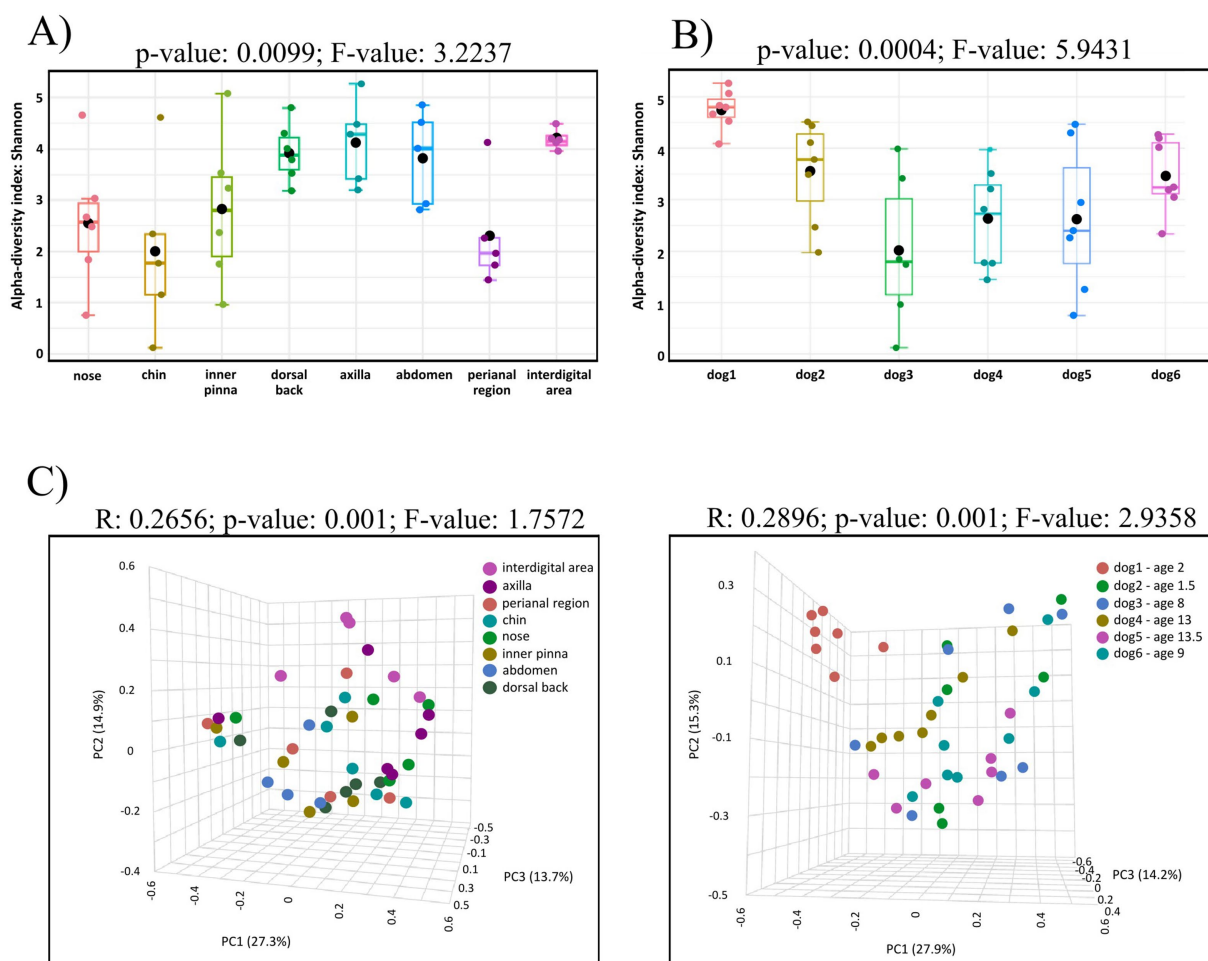 A)
p-value: 0.0099; F-value: 3.2237
Alpha-diversity index: Shannon
5
4
3
2
1
0
nose
chin
inner
pinna
dorsal
back
axilla
abdomen
perianal
region
interdigital
area
B)
p-value: 0.0004; F-value: 5.9431
Alpha-diversity index: Shannon
5
4
3
2
1
0
dog1
dog2
dog3
dog4
dog5
dog6
C)
R: 0.2656; p-value: 0.001; F-value: 1.7572
interdigital area
axilla
perianal region
chin
nose
inner pinna
abdomen
dorsal back
PC2 (14.9%)
0.6
0.4
0.2
0
-0.2
-0.4
-0.6
-0.4
-0.2
0
0.2
0.4
0.6
PC1 (27.3%)
-0.5
-0.3
-0.1
0.1
0.3
0.5
PC3 (13.7%)
R: 0.2896; p-value: 0.001; F-value: 2.9358
dog1 - age 2
dog2 - age 1.5
dog3 - age 8
dog4 - age 13
dog5 - age 13.5
dog6 - age 9
PC2 (15.3%)
0.3
0.1
-0.1
-0.3
-0.5
-0.6
-0.4
-0.2
0
0.2
0.4
0.6
PC1 (27.9%)
-0.6
-0.4
-0.2
0
0.2
0.4
PC3 (14.2%)